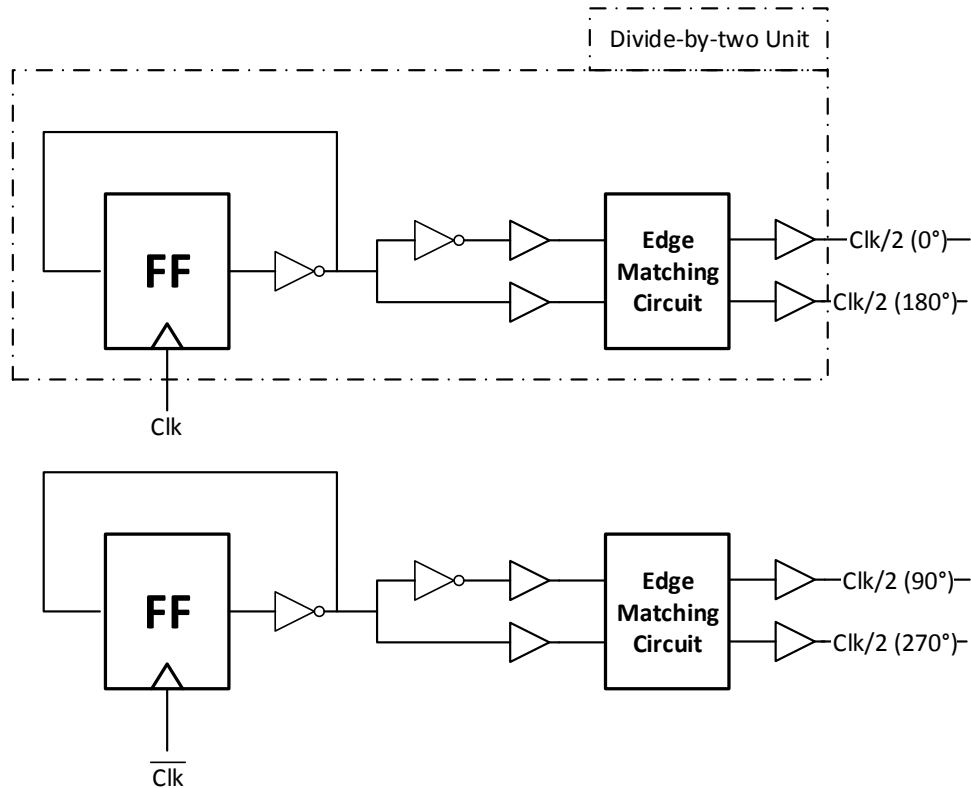 Divide-by-two Unit
FF
Edge
Matching
Circuit
Clk/2 (0°)
Clk/2 (180°)
Clk
FF
Edge
Matching
Circuit
Clk/2 (90°)
Clk/2 (270°)
C̅l̅k̅